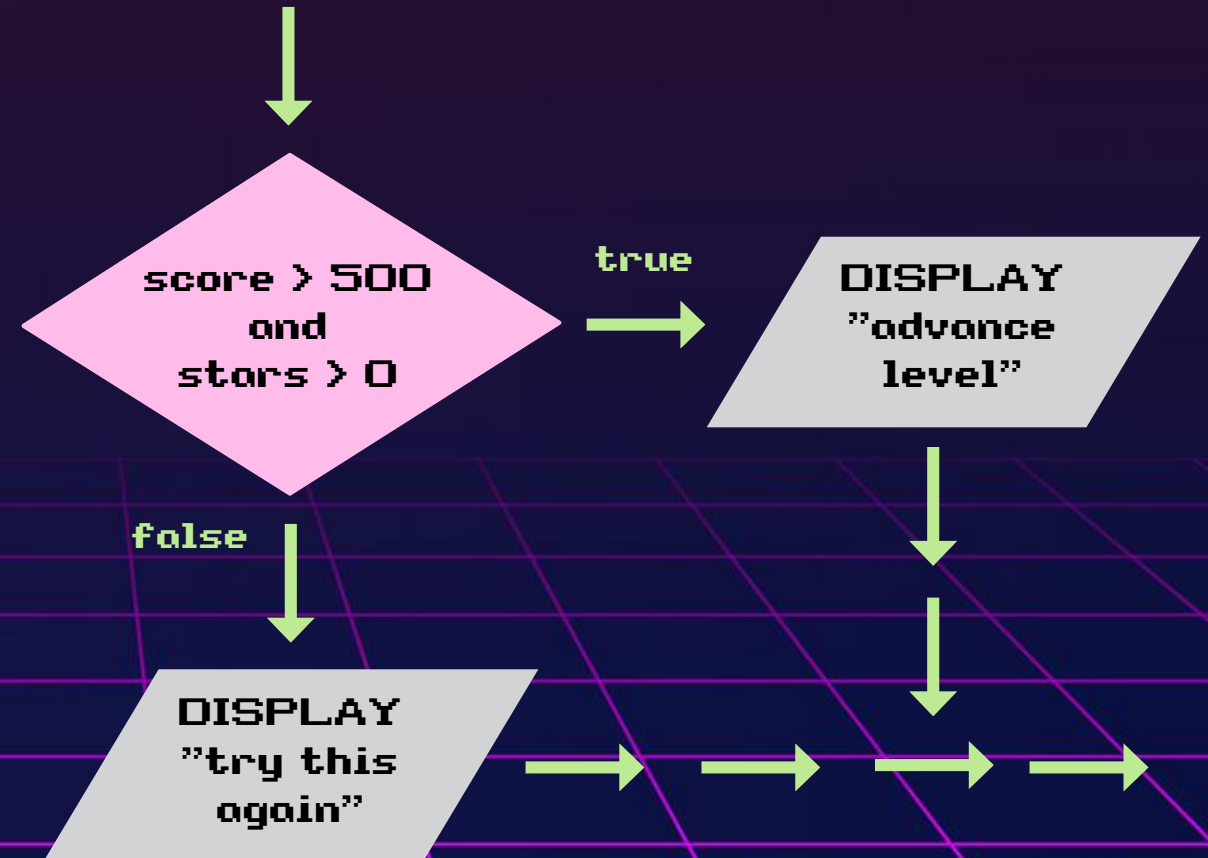 score > 500
and
stars > 0
true
DISPLAY
”advance
level”
false
DISPLAY
”try this
again”